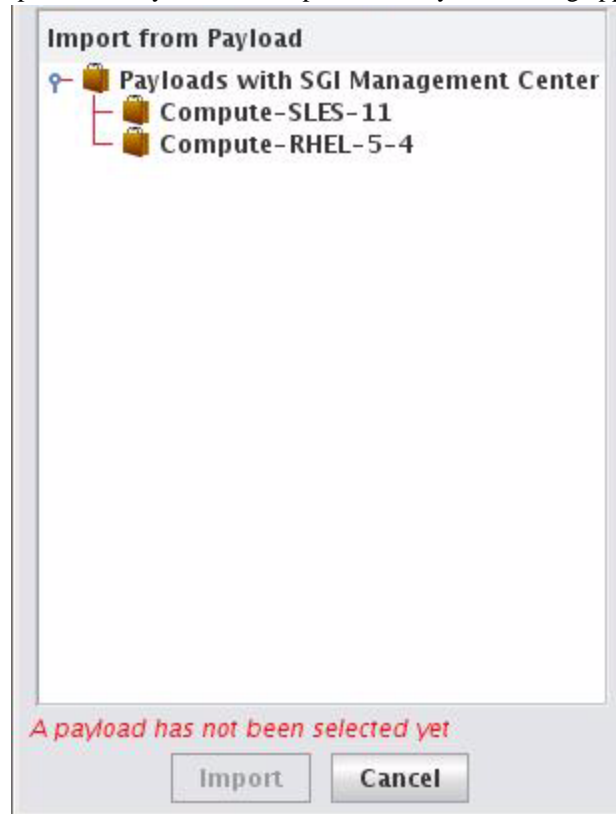 Import from Payload
Payloads with SGI Management Center
Compute-SLES-11
Compute-RHEL-5-4
A payload has not been selected yet
Import Cancel